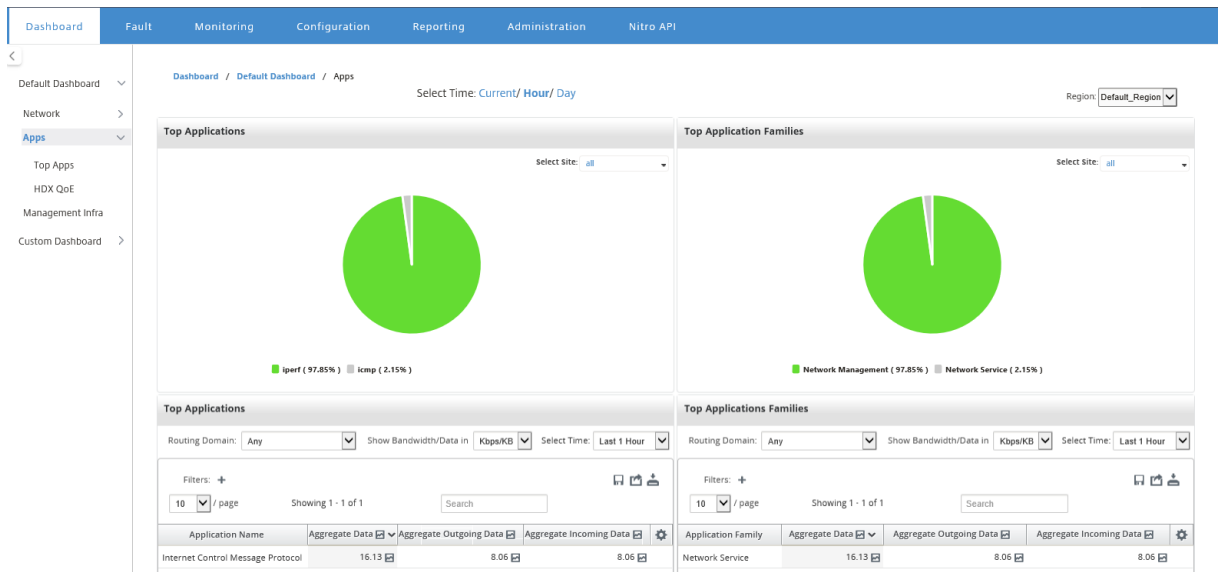 Dashboard Fault Monitoring Configuration Reporting Administration Nitro API
Default Dashboard
Network
Apps
Top Apps
HDX QoE
Management Infra
Custom Dashboard
Dashboard / Default Dashboard / Apps
Select Time: Current/ Hour/ Day
Region: Default_Region
Top Applications
Select Site: all
iperf ( 97.85% ) icmp ( 2.15% )
Top Application Families
Select Site: all
Network Management ( 97.85% ) Network Service ( 2.15% )
Top Applications
Routing Domain: Any Show Bandwidth/Data in Kbps/KB Select Time: Last 1 Hour
Filters: +
10 / page Showing 1 - 1 of 1 Search
Application Name Aggregate Data Aggregate Outgoing Data Aggregate Incoming Data
Internet Control Message Protocol 16.13 8.06 8.06
Top Applications Families
Routing Domain: Any Show Bandwidth/Data in Kbps/KB Select Time: Last 1 Hour
Filters: +
10 / page Showing 1 - 1 of 1 Search
Application Family Aggregate Data Aggregate Outgoing Data Aggregate Incoming Data
Network Service 16.13 8.06 8.06